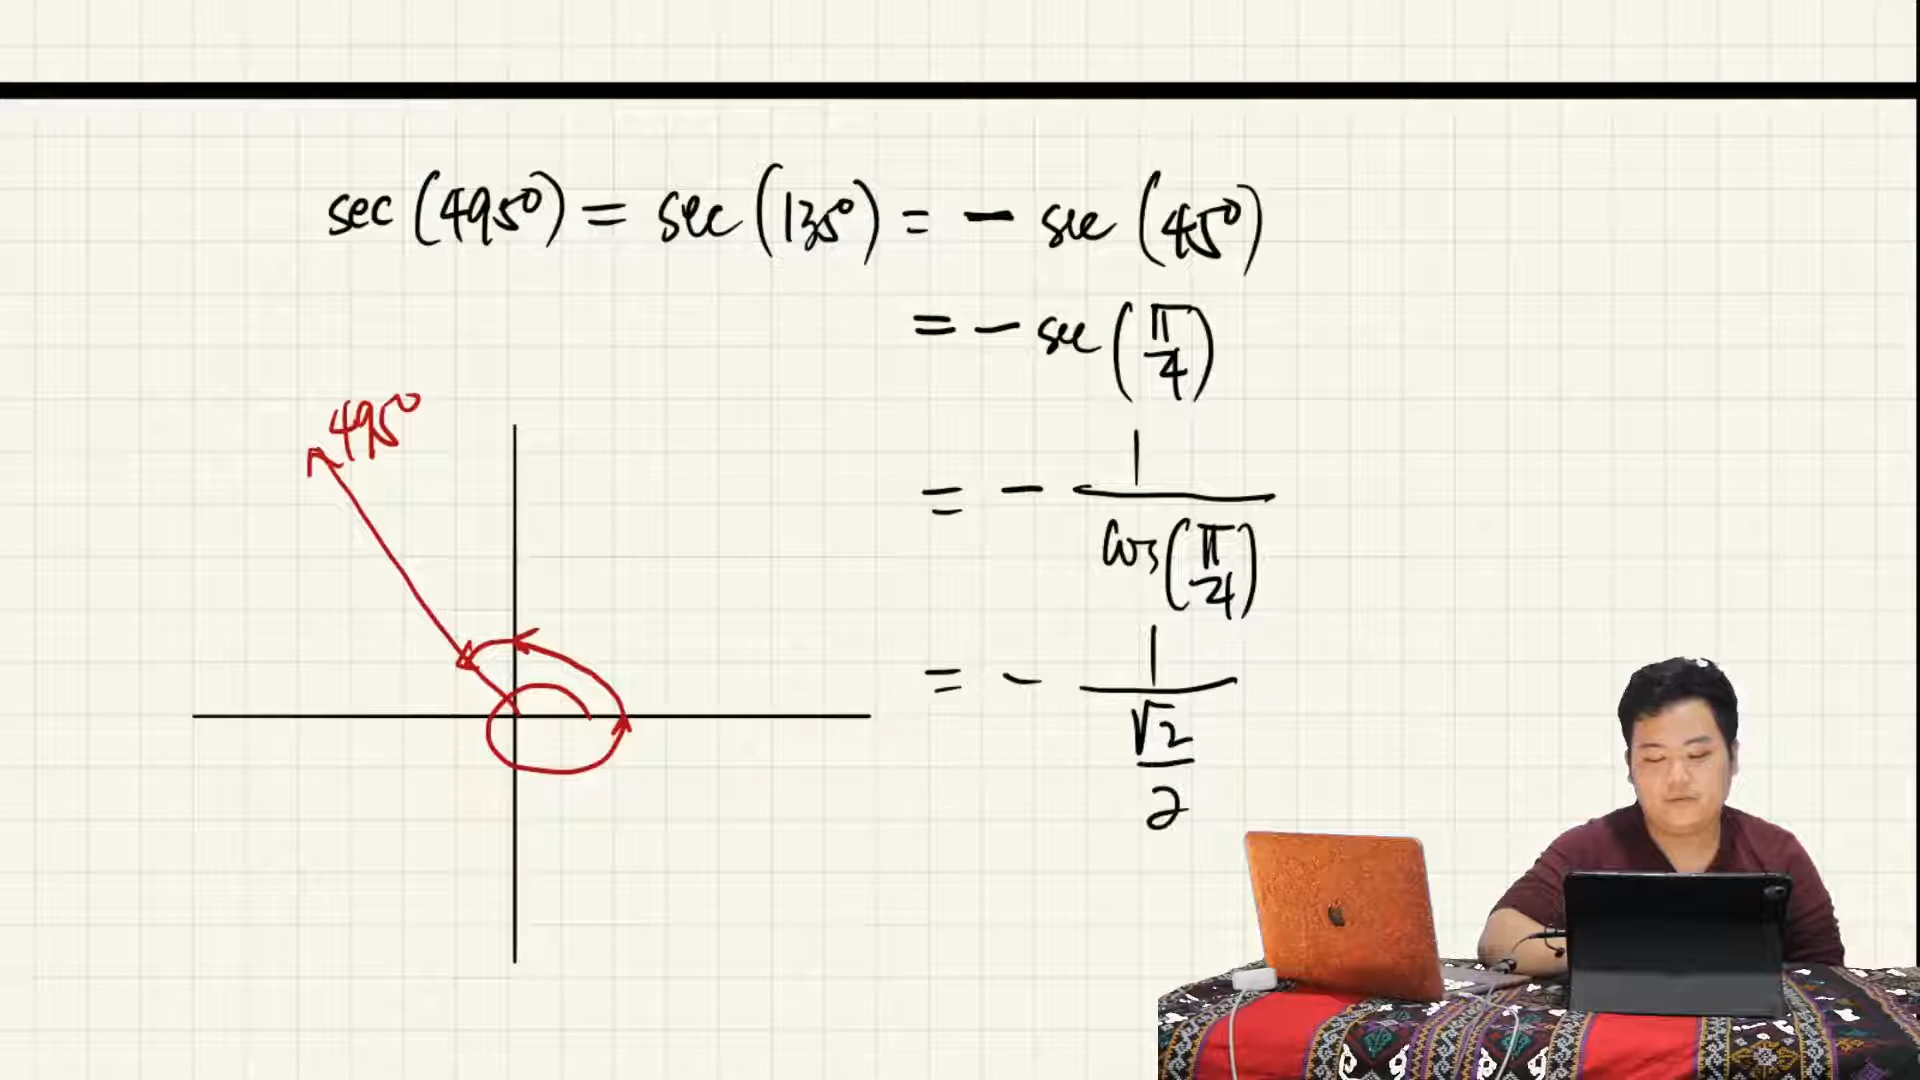 sec (495°) = sec (135°) = - sec (45°)
= - sec (π/4)
495°
= - 1/cos(π/4)
= - 1/(√2/2)